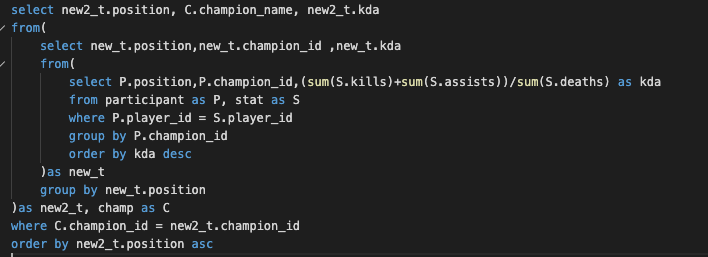 select new2_t.position, C.champion_name, new2_t.kda
from(
select new_t.position,new_t.champion_id ,new_t.kda
from(
select P.position,P.champion_id,(sum(S.kills)+sum(S.assists))/sum(S.deaths) as kda
from participant as P, stat as S
where P.player_id = S.player_id
group by P.champion_id
order by kda desc
)as new_t
group by new_t.position
)as new2_t, champ as C
where C.champion_id = new2_t.champion_id
order by new2_t.position asc